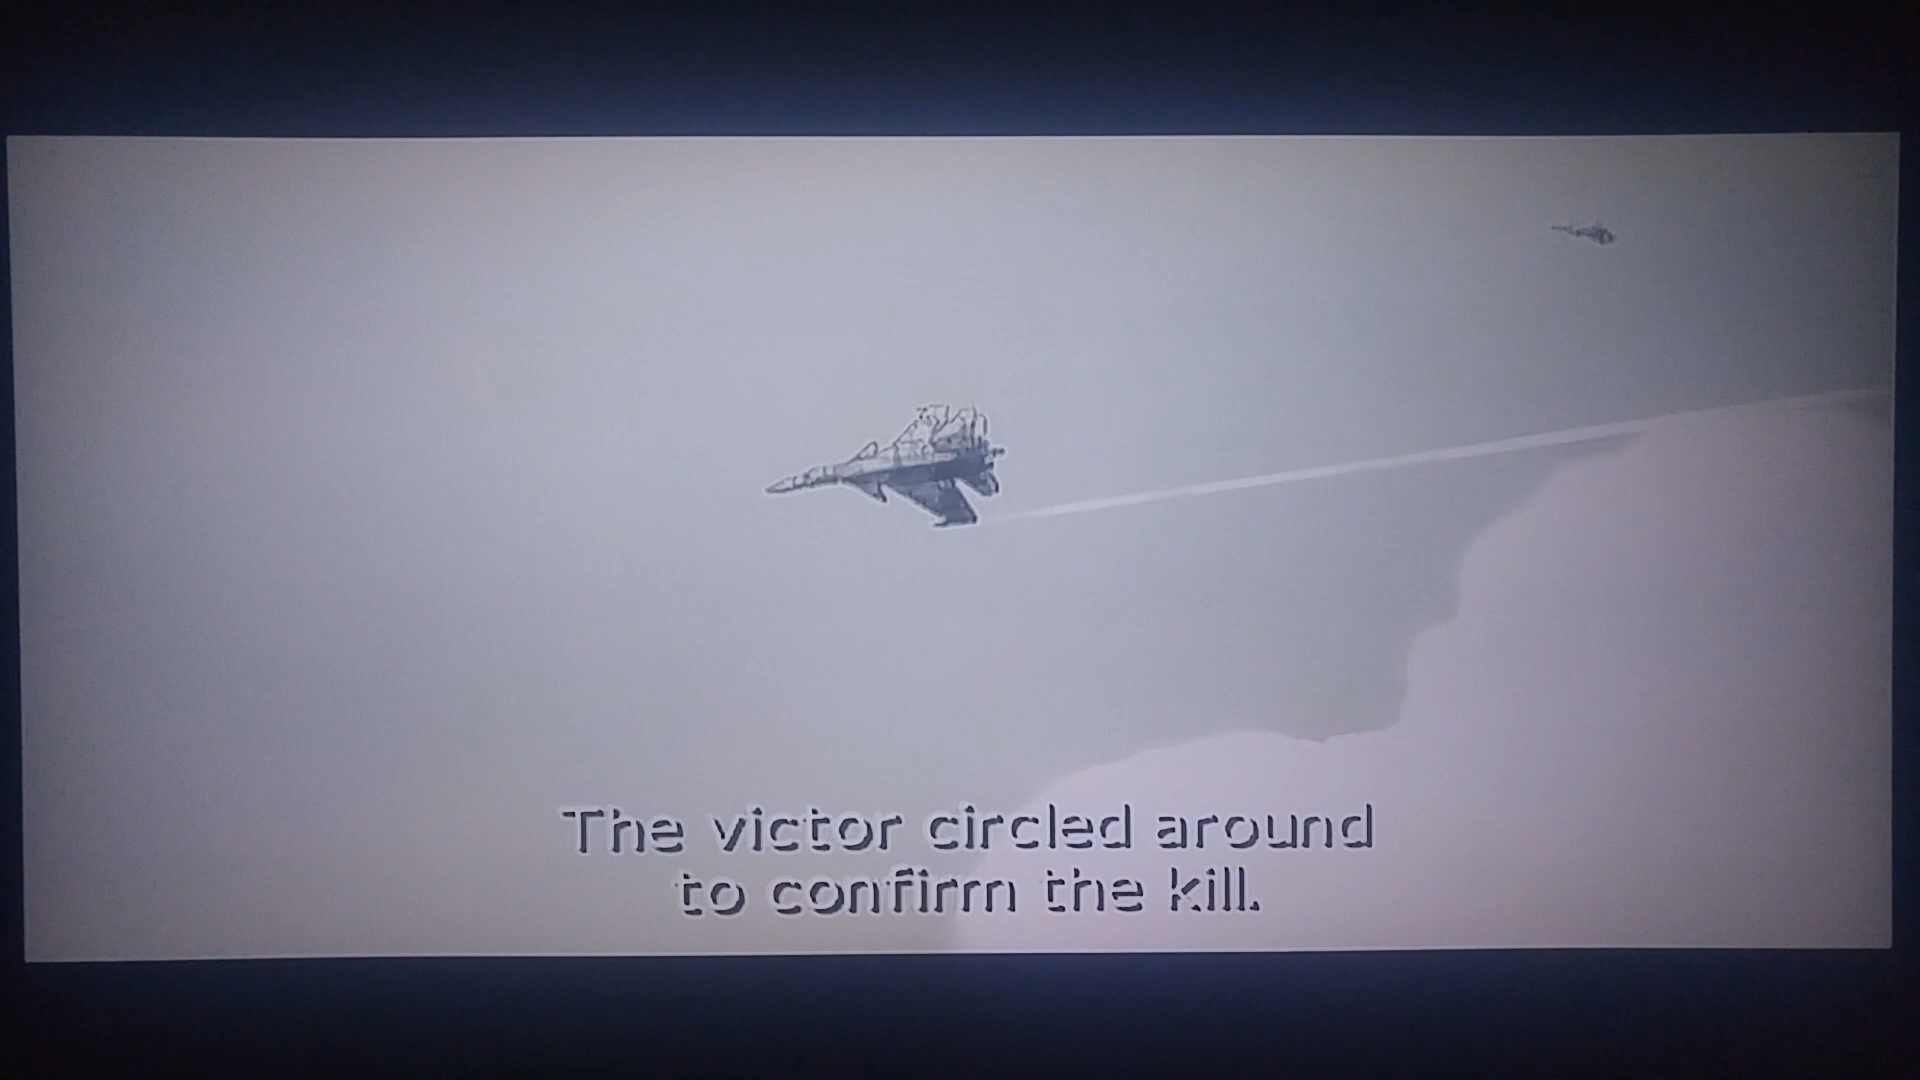 The victor circled around
to confirm the kill.